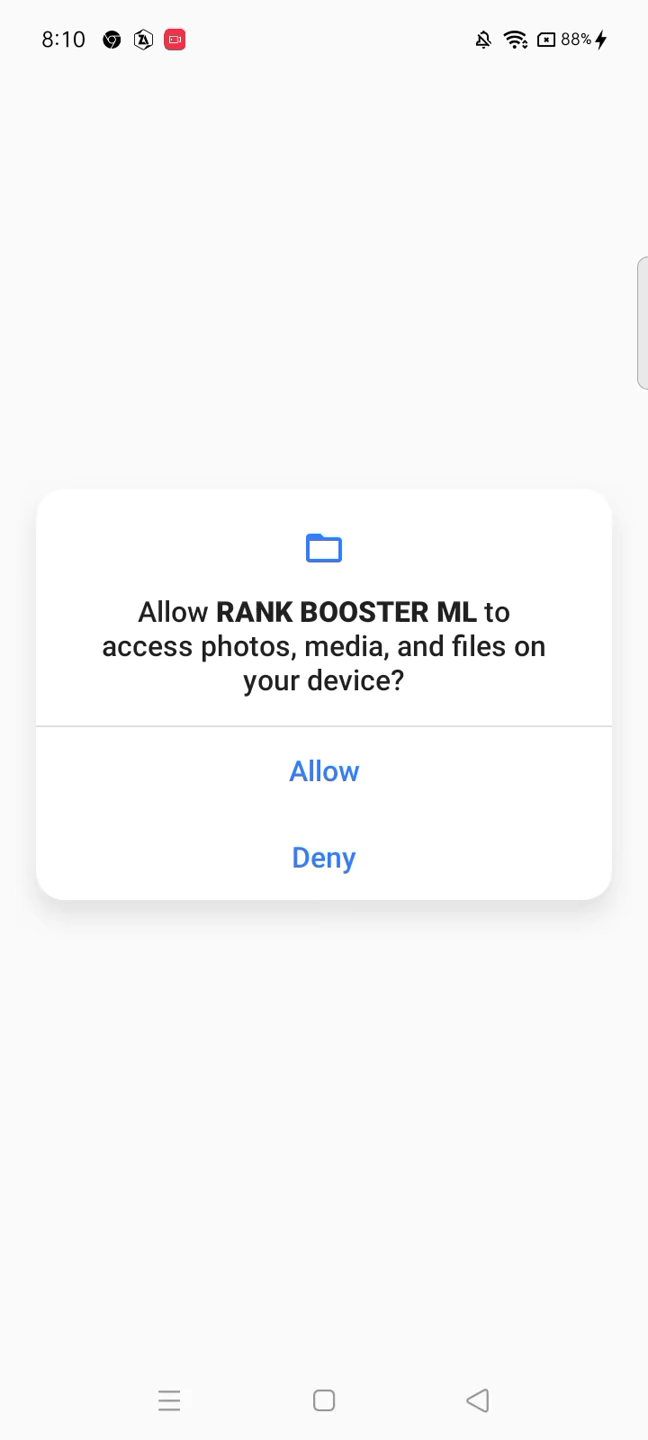 8:10
88%
Allow RANK BOOSTER ML to
access photos, media, and files on
your device?
Allow
Deny